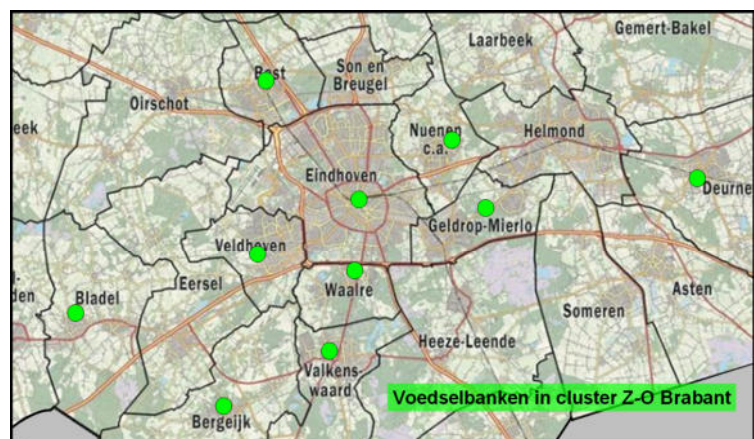 Gemert-Bakel
Laarbeek
Son en
Breugel
Best
Oirschot
eek
Nuenen
c.a.
Helmond
Eindhoven
Deurne
Geldrop-Mierlo
Veldhoven
Eersel
Waalre
Asten
den
Bladel
Someren
Heeze-Leende
Valkens-
waard
Bergeijk
Voedselbanken in cluster Z-O Brabant